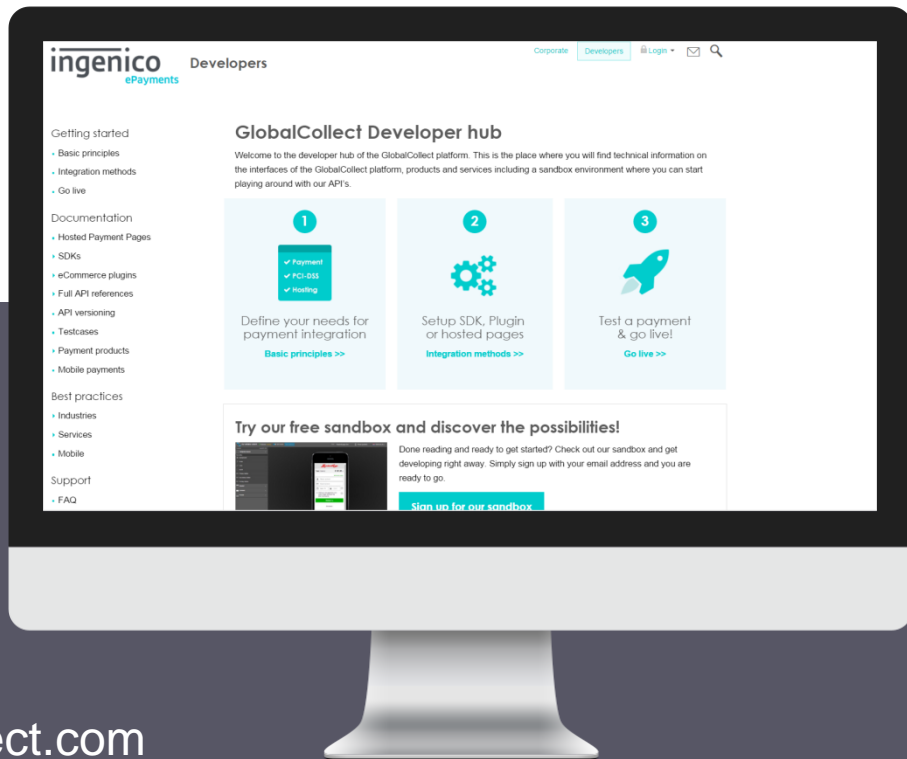 ingenico
ePayments
Developers
Corporate
Developers
Login
Getting started
Basic principles
Integration methods
Go live
Documentation
Hosted Payment Pages
SDKs
eCommerce plugins
Full API references
API versioning
Testcases
Payment products
Mobile payments
Best practices
Industries
Services
Mobile
Support
FAQ
GlobalCollect Developer hub
Welcome to the developer hub of the GlobalCollect platform. This is the place where you will find technical information on
the interfaces of the GlobalCollect platform, products and services including a sandbox environment where you can start
playing around with our API's.
1
✓ Payment
✓ PCI-DSS
✓ Hosting
Define your needs for
payment integration
Basic principles >>
2
Setup SDK, Plugin
or hosted pages
Integration methods >>
3
Test a payment
& go live!
Go live >>
Try our free sandbox and discover the possibilities!
Done reading and ready to get started? Check out our sandbox and get
developing right away. Simply sign up with your email address and you are
ready to go.
Sign up for our sandbox
ct.com